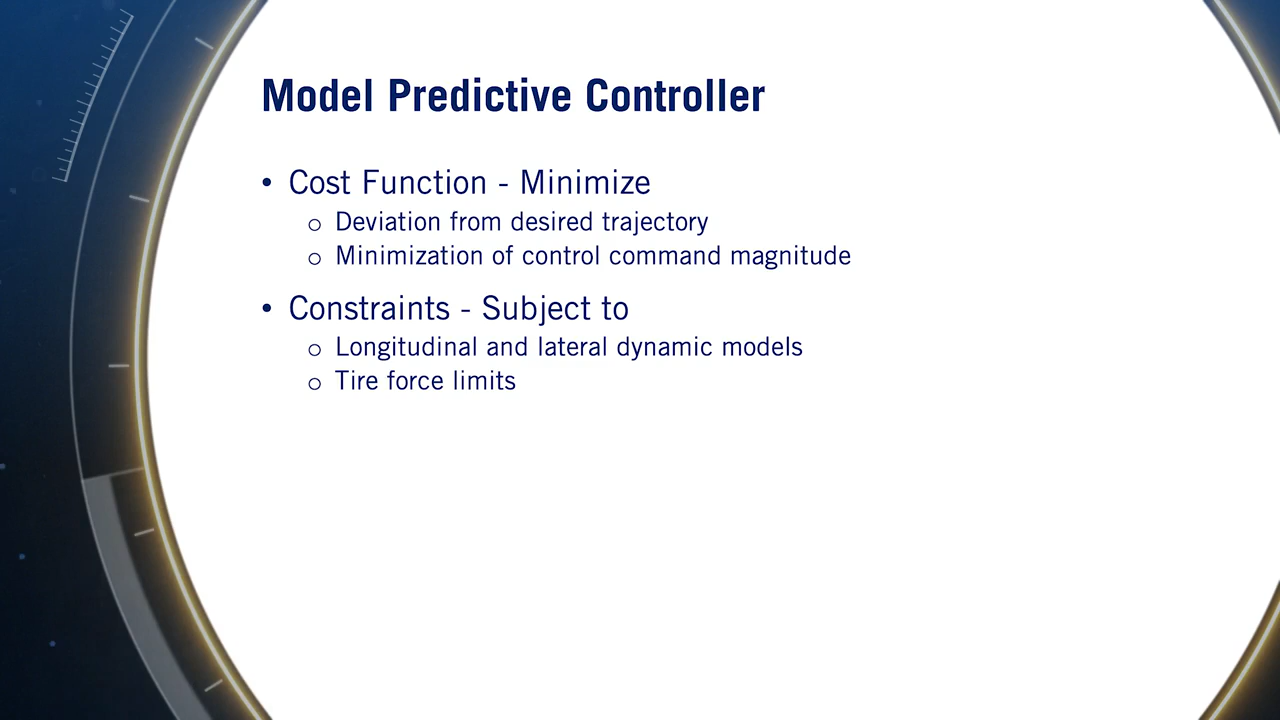 Model Predictive Controller
• Cost Function - Minimize
o Deviation from desired trajectory
o Minimization of control command magnitude
• Constraints - Subject to
o Longitudinal and lateral dynamic models
o Tire force limits